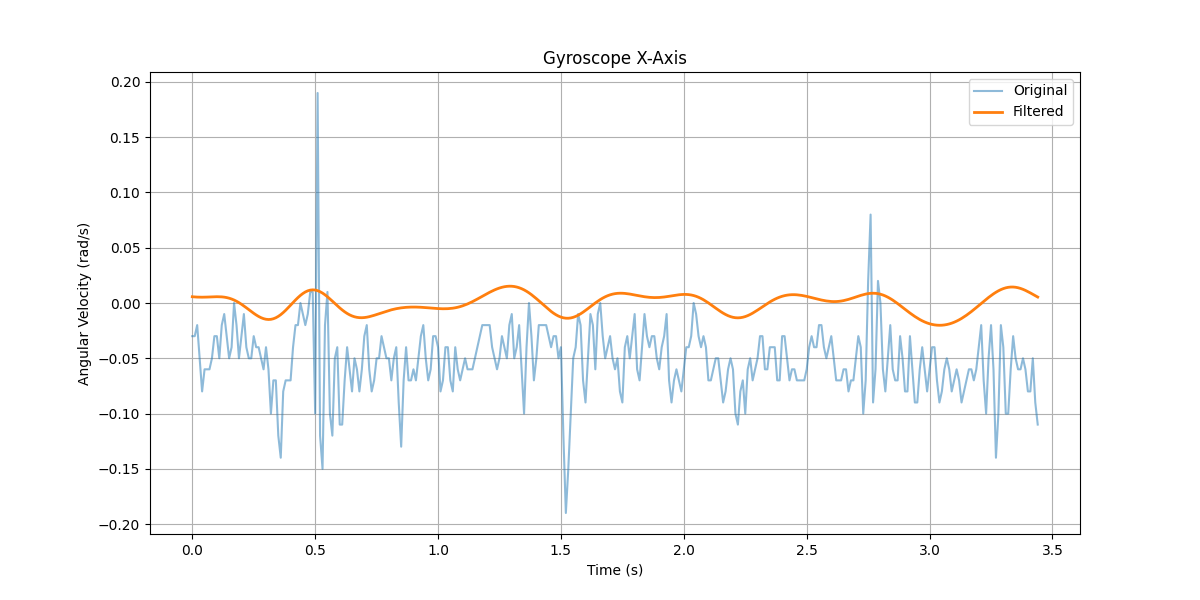 Gyroscope X-Axis
Original
Filtered
Angular Velocity (rad/s)
0.20
0.15
0.10
0.05
0.00
−0.05
−0.10
−0.15
−0.20
0.0 0.5 1.0 1.5 2.0 2.5 3.0 3.5
Time (s)